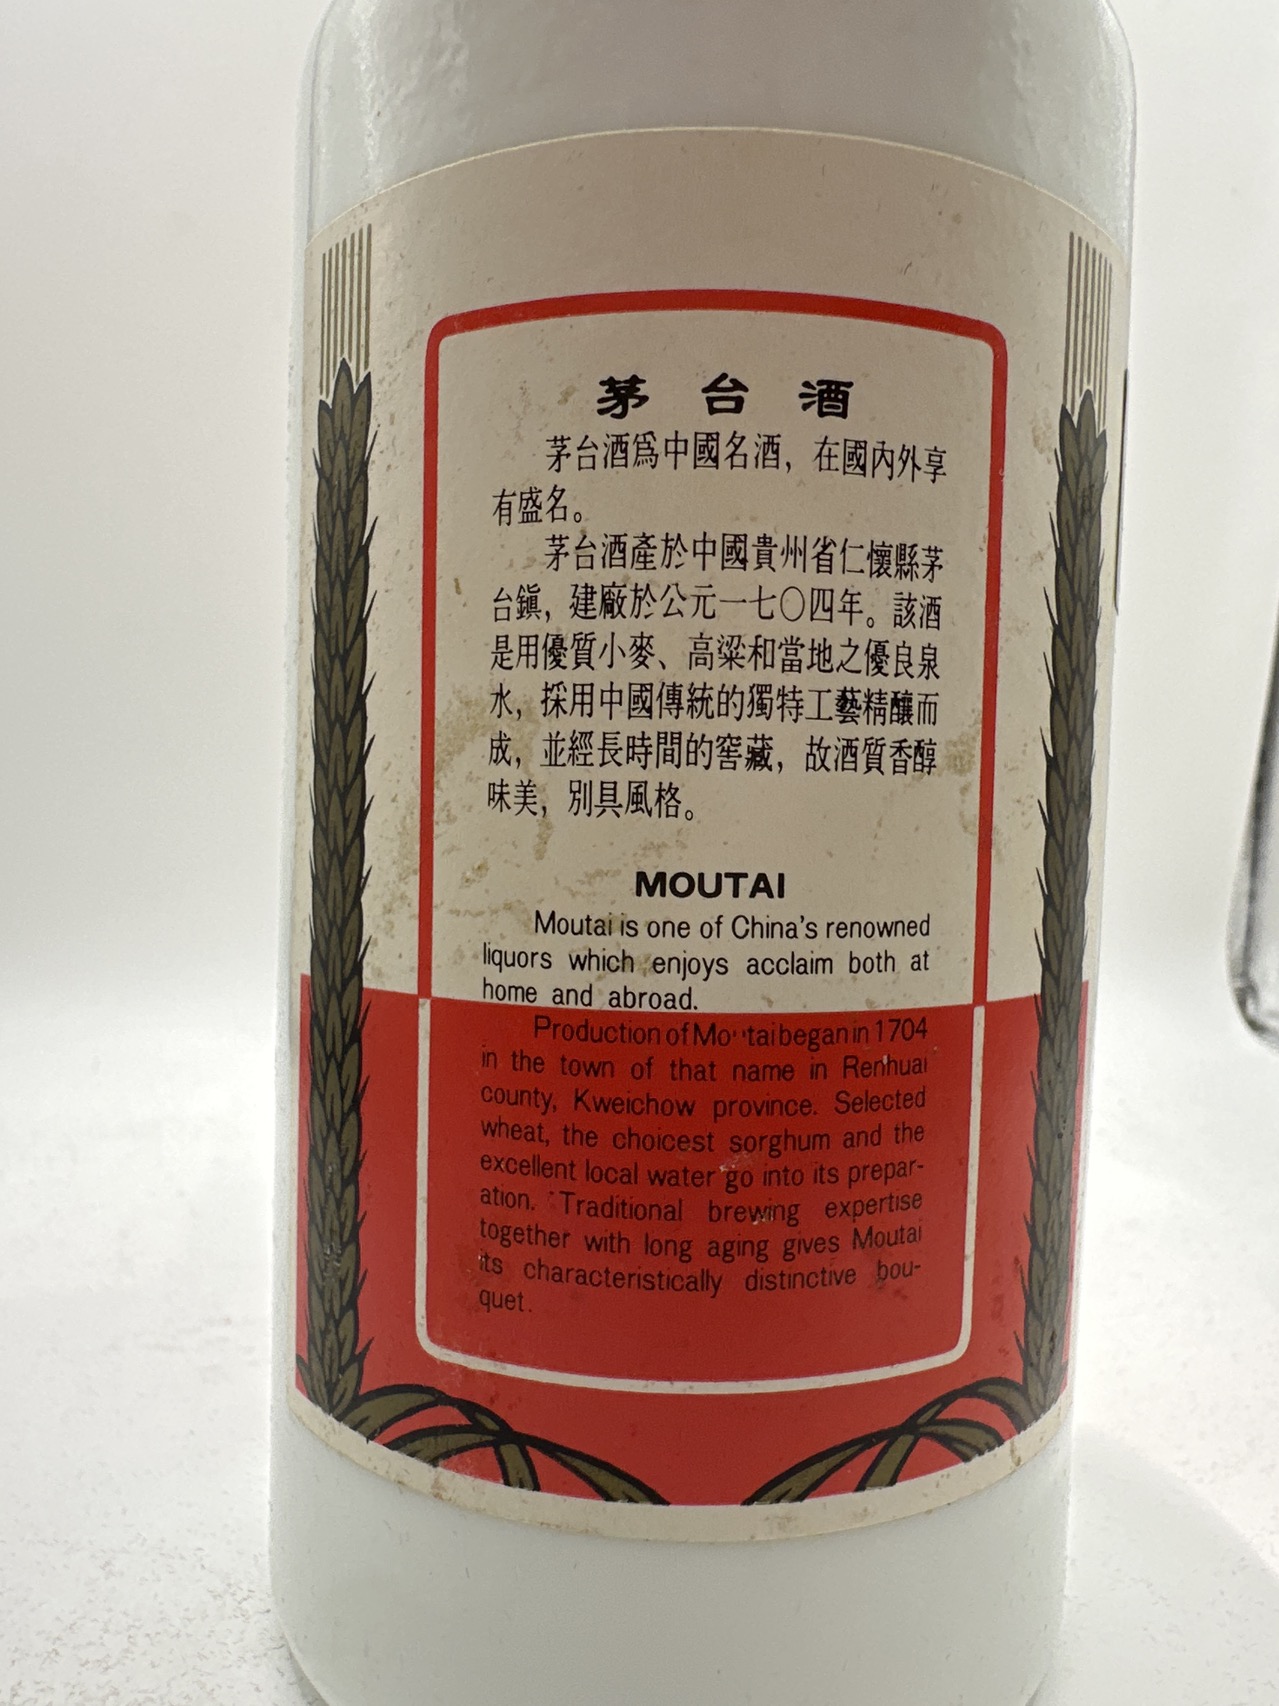 茅台酒
茅台酒爲中國名酒，在國內外享
有盛名。
茅台酒產於中國貴州省仁懷縣茅
台鎭，建廠於公元一七〇四年。該酒
是用優質小麥、高粱和當地之優良泉
水，採用中國傳統的獨特工藝精釀而
成，並經長時間的窖藏，故酒質香醇
味美，別具風格。
MOUTAI
Moutai is one of China's renowned
liquors which enjoys acclaim both at
home and abroad.
Production of Moutai began in 1704
in the town of that name in Renhuai
county, Kweichow province. Selected
wheat, the choicest sorghum and the
excellent local water go into its prepar-
ation. Traditional brewing expertise
together with long aging gives Moutai
its characteristically distinctive bou-
quet.